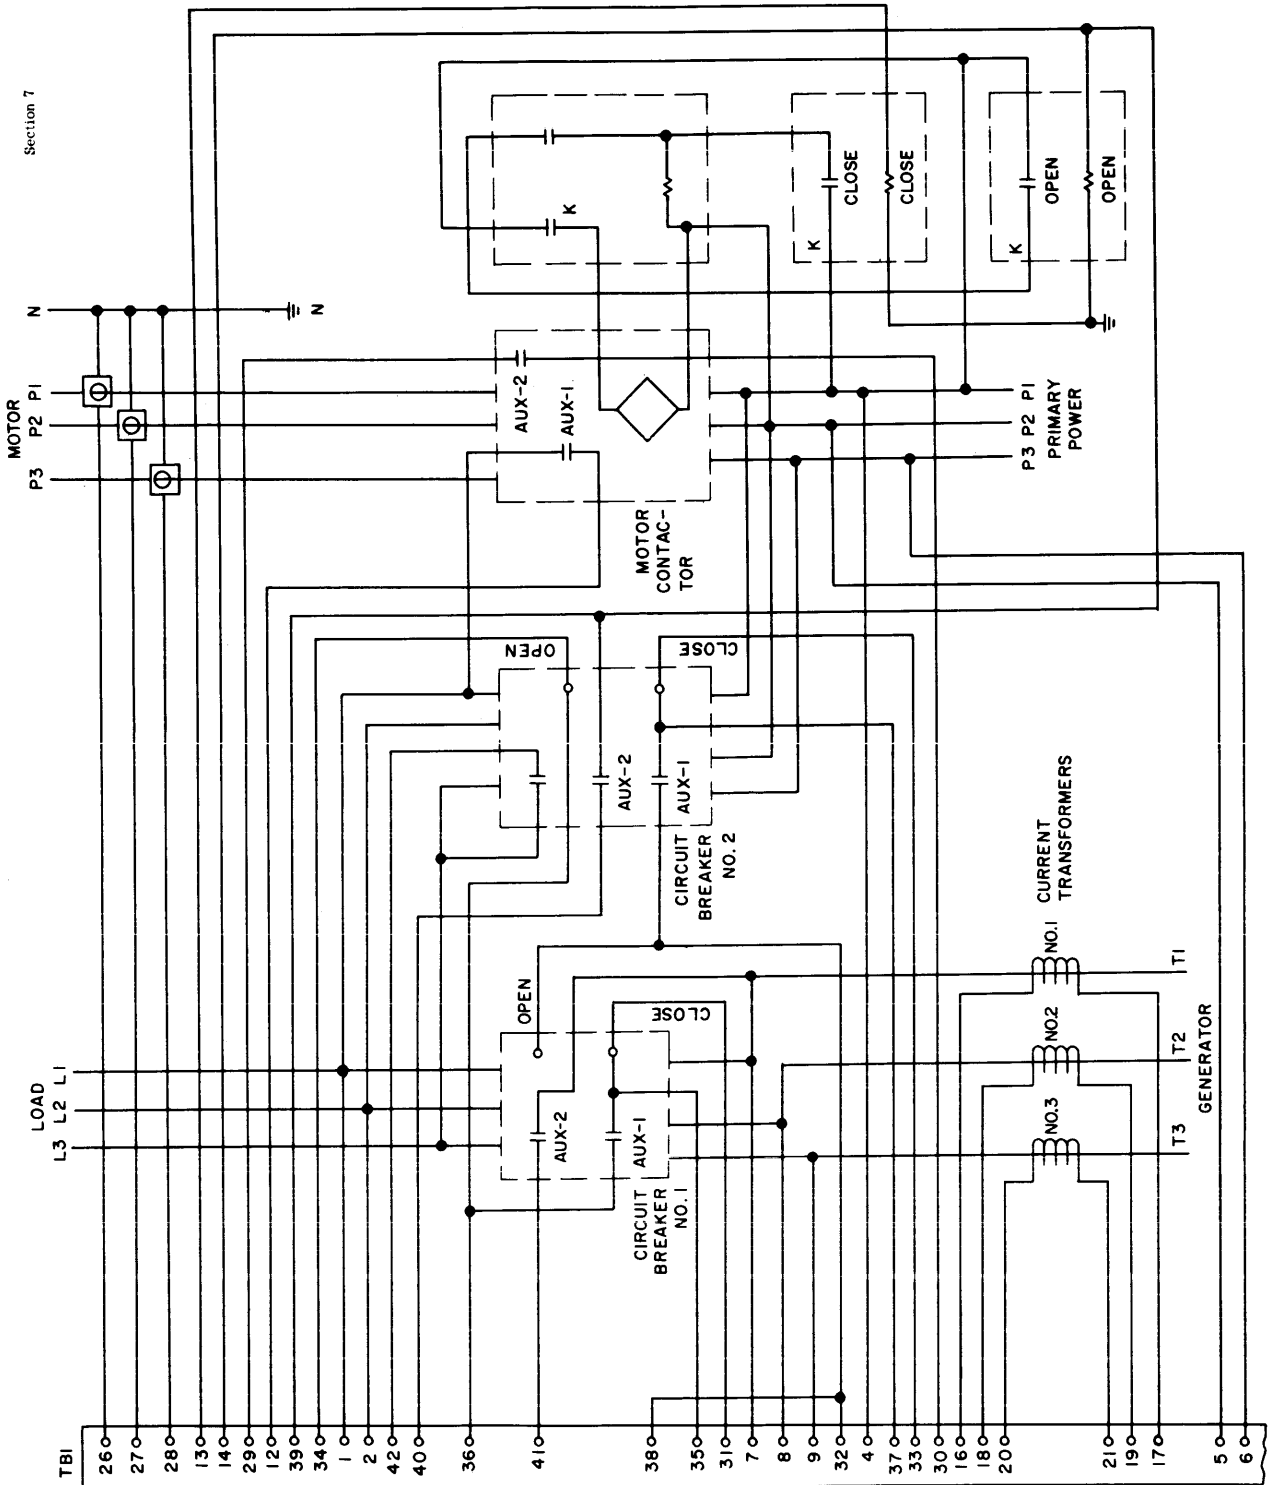 Section 7
MOTOR
P3 P2 P1 N
N
K
K
CLOSE
CLOSE
K
OPEN
OPEN
AUX-2
AUX-1
MOTOR
CONTAC-
TOR
P3 P2 P1
PRIMARY
POWER
OPEN
CLOSE
AUX-2
AUX-1
CIRCUIT
BREAKER
NO. 2
LOAD
L3 L2 L1
OPEN
CLOSE
AUX-2
AUX-1
CIRCUIT
BREAKER
NO. 1
CURRENT
TRANSFORMERS
NO.3 NO.2 NO.1
T3 T2 T1
GENERATOR
TB1
26
27
28
13
14
29
12
39
34
1
2
42
40
36
41
38
35
31
7
8
9
32
4
37
33
30
16
18
20
21
19
17
5
6